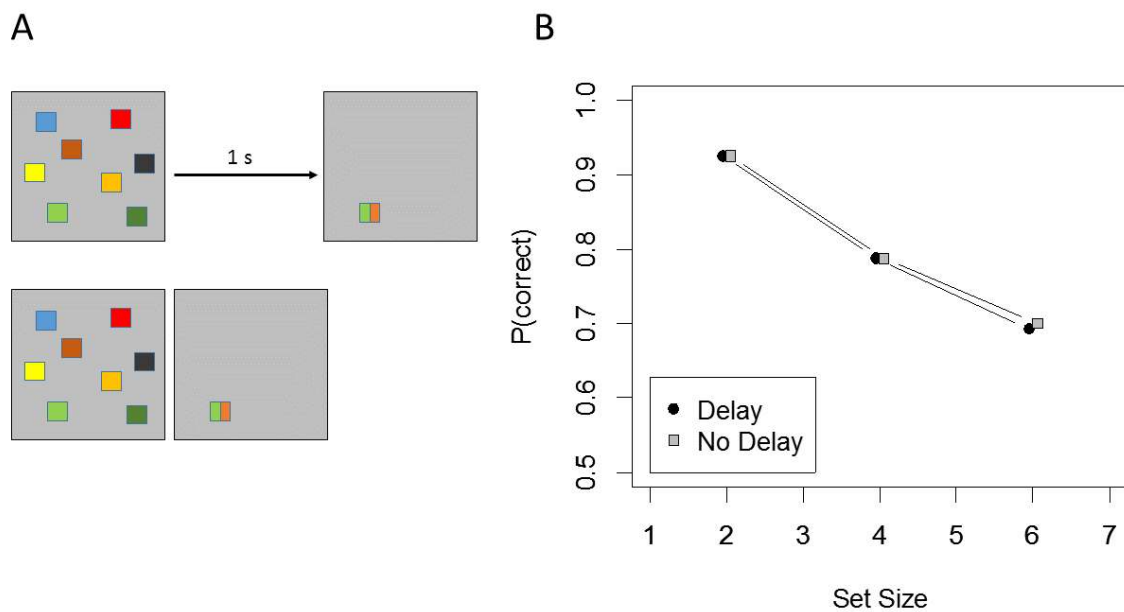 A
1 s
B
P(correct)
1.0
0.9
0.8
0.7
0.6
0.5
Delay
No Delay
1 2 3 4 5 6 7
Set Size